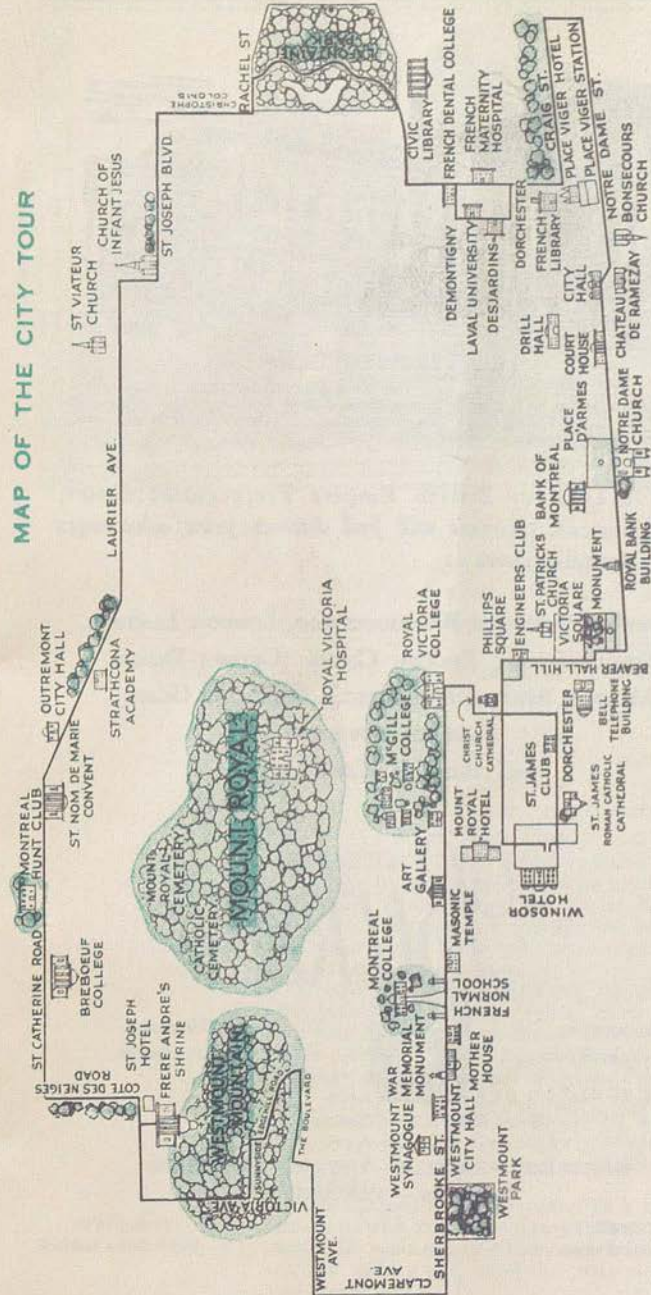 MAP OF THE CITY TOUR
ST CATHERINE ROAD
MONTREAL
HUNT CLUB
OUTREMONT
CITY HALL
BREBOEUF
COLLEGE
ST NOM DE MARIE
CONVENT
STRATHCONA
ACADEMY
LAURIER AVE.
ST VIATEUR
CHURCH
CHURCH OF
INFANT JESUS
ST JOSEPH BLVD.
CHRISTOPHE
COLOMB
RACHEL ST
LAFONTAINE
PARK
COTE DES NEIGES
ROAD
ST JOSEPH
HOTEL
FRERE ANDRE'S
SHRINE
WESTMOUNT
MOUNTAIN
VICTORIA AVE.
SUNNYSIDE
ROAD
THE BOULEVARD
WESTMOUNT
AVE.
CLAREMONT
AVE.
MOUNT
ROYAL
CEMETERY
CATHOLIC
CEMETERY
MOUNT ROYAL
ROYAL VICTORIA
HOSPITAL
CIVIC
LIBRARY
FRENCH DENTAL COLLEGE
FRENCH
MATERNITY
HOSPITAL
DEMONTIGNY
LAVAL UNIVERSITY
DESJARDINS
DORCHESTER
FRENCH
LIBRARY
CRAIG ST.
PLACE VIGER HOTEL
PLACE VIGER STATION
NOTRE DAME ST.
BONSECOURS
CHURCH
CITY
HALL
CHATEAU
DE RAMEZAY
DRILL
HALL
COURT
HOUSE
PLACE
D'ARMES
NOTRE DAME
CHURCH
BANK OF
MONTREAL
ROYAL BANK
BUILDING
ENGINEERS CLUB
ST. PATRICKS
CHURCH
VICTORIA
SQUARE
MONUMENT
BEAVER HALL HILL
PHILLIPS
SQUARE
BELL
TELEPHONE
BUILDING
ROYAL
VICTORIA
COLLEGE
McGILL
COLLEGE
CHRIST
CHURCH
CATHEDRAL
ST. JAMES
CLUB
DORCHESTER
ST. JAMES
ROMAN CATHOLIC
CATHEDRAL
MOUNT
ROYAL
HOTEL
WINDSOR
HOTEL
ART
GALLERY
MASONIC
TEMPLE
MONTREAL
COLLEGE
FRENCH
NORMAL
SCHOOL
MOTHER
HOUSE
WESTMOUNT WAR
MEMORIAL
MONUMENT
SYNAGOGUE
WESTMOUNT
CITY HALL
SHERBROOKE ST.
WESTMOUNT
PARK